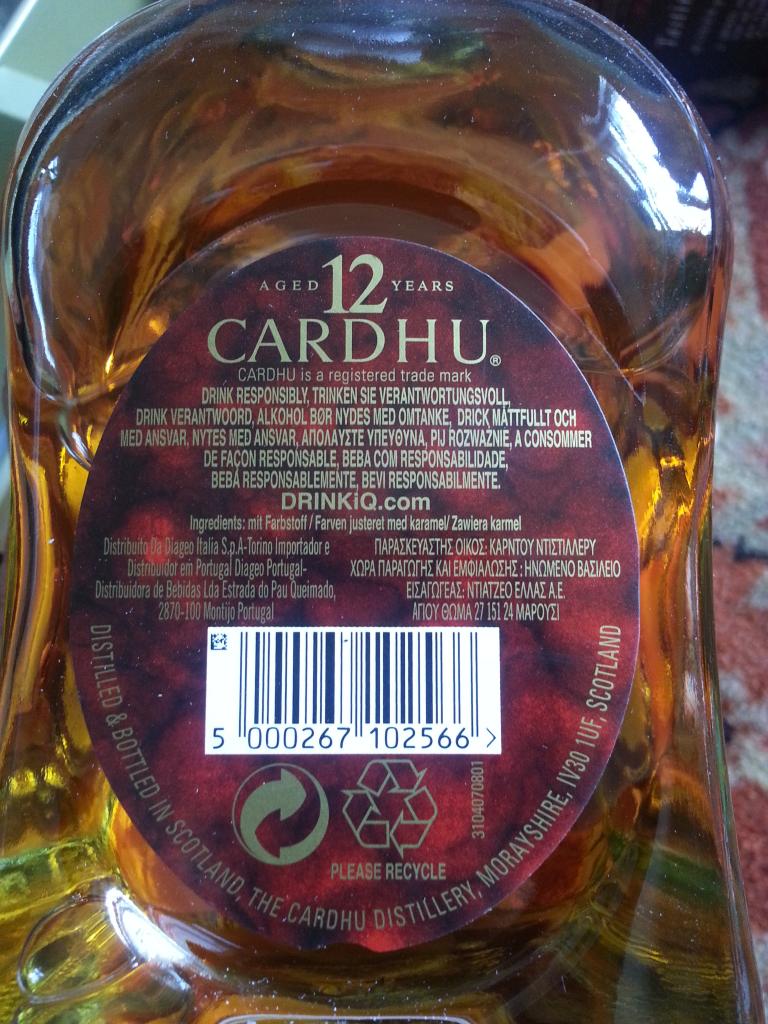 AGED 12 YEARS
CARDHU®
CARDHU is a registered trade mark
DRINK RESPONSIBLY, TRINKEN SIE VERANTWORTUNGSVOLL,
DRINK VERANTWOORD, ALKOHOL BØR NYDES MED OMTANKE, DRICK MÅTTFULLT OCH
MED ANSVAR, NYTES MED ANSVAR, ΑΠΟΛΑΥΣΤΕ ΥΠΕΥΘΥΝΑ, PIJ ROZWAŻNIE, A CONSOMMER
DE FAÇON RESPONSABLE, BEBA COM RESPONSABILIDADE,
BEBA RESPONSABLEMENTE, BEVI RESPONSABILMENTE.
DRINKiQ.com
Ingredients: mit Farbstoff / Farven justeret med karamel/ Zawiera karmel
Distribuito Da Diageo Italia S.p.A-Torino Importador e
Distribuidor em Portugal Diageo Portugal-
Distribuidora de Bebidas Lda Estrada do Pau Queimado,
2870-100 Montijo Portugal
ΠΑΡΑΣΚΕΥΑΣΤΗΣ ΟΙΚΟΣ: ΚΑΡΝΤΟΥ ΝΤΙΣΤΙΛΛΕΡΥ
ΧΩΡΑ ΠΑΡΑΓΩΓΗΣ ΚΑΙ ΕΜΦΙΑΛΩΣΗΣ : ΗΝΩΜΕΝΟ ΒΑΣΙΛΕΙΟ
ΕΙΣΑΓΩΓΕΑΣ: ΝΤΙΑΤΖΕΟ ΕΛΛΑΣ Α.Ε.
ΑΓΙΟΥ ΘΩΜΑ 27 151 24 ΜΑΡΟΥΣΙ
5 000267 102566 >
3104070801
PLEASE RECYCLE
DISTILLED & BOTTLED IN SCOTLAND, THE CARDHU DISTILLERY, MORAYSHIRE, IV30 1UF, SCOTLAND